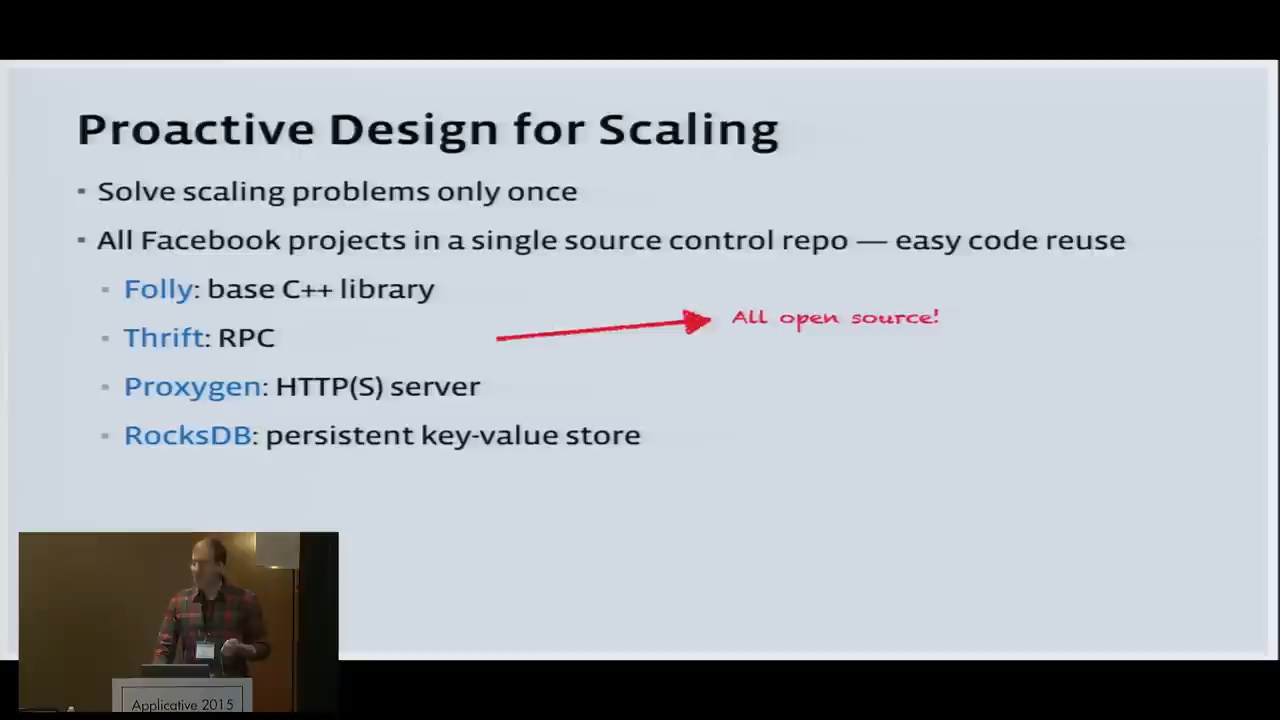 Proactive Design for Scaling
▪ Solve scaling problems only once
▪ All Facebook projects in a single source control repo — easy code reuse
▪ Folly: base C++ library
▪ Thrift: RPC
All open source!
▪ Proxygen: HTTP(S) server
▪ RocksDB: persistent key-value store
Applicative 2015